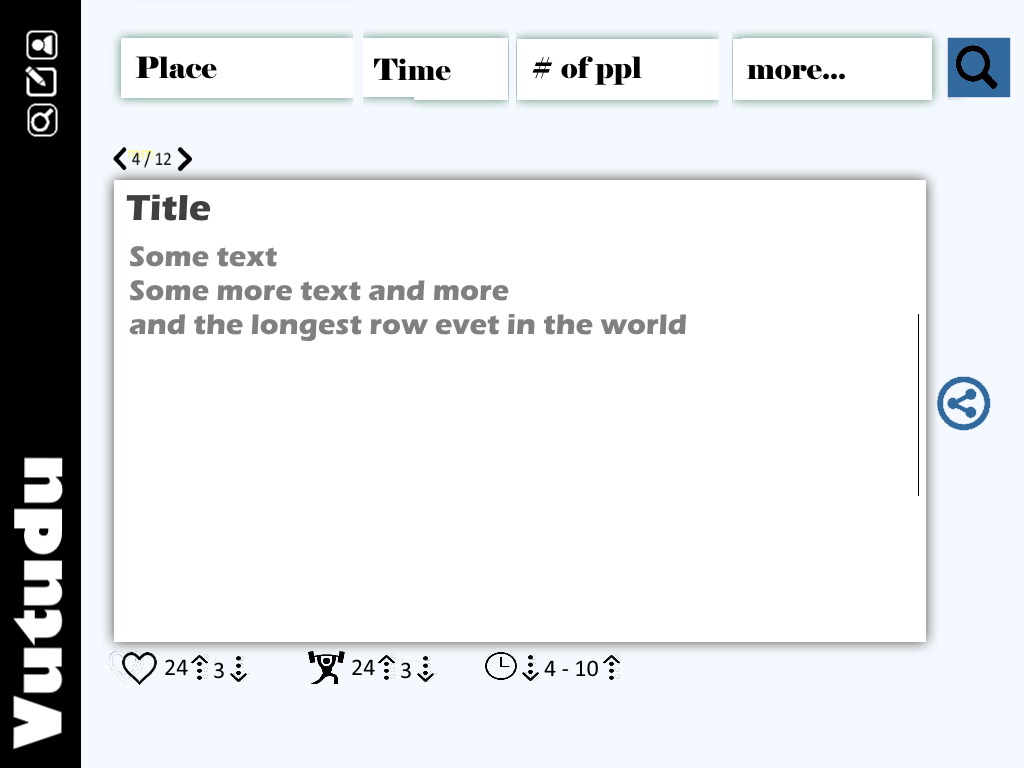 Place
Time
# of ppl
more...
4 / 12
Title
Some text
Some more text and more
and the longest row evet in the world
24 3
24 3
4 - 10
Vutudu